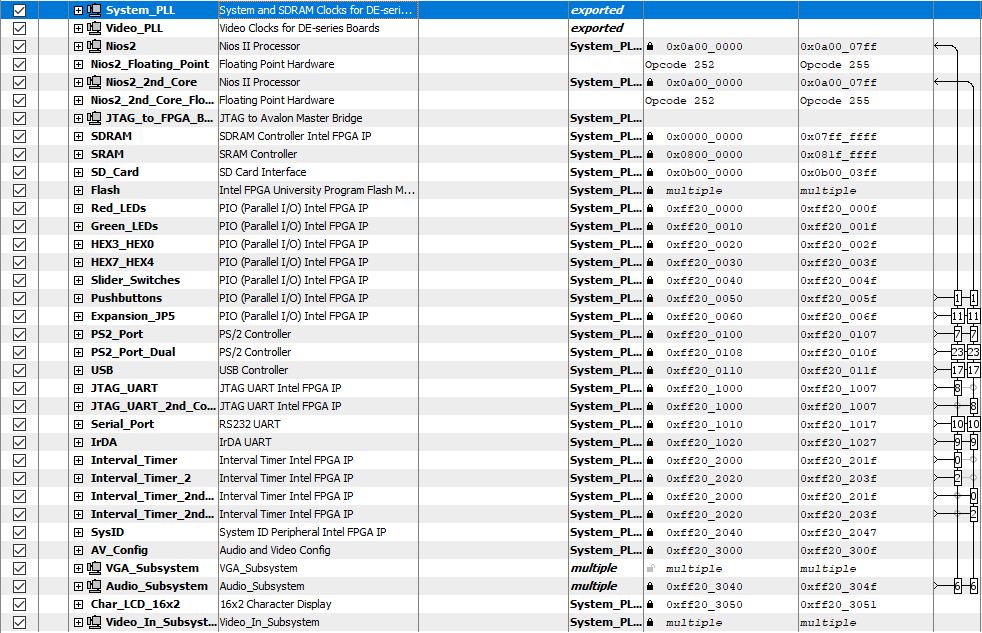 System_PLL System and SDRAM Clocks for DE-seri... exported
Video_PLL Video Clocks for DE-series Boards exported
Nios2 Nios II Processor System_PL... 0x0a00_0000 0x0a00_07ff
Nios2_Floating_Point Floating Point Hardware Opcode 252 Opcode 255
Nios2_2nd_Core Nios II Processor System_PL... 0x0a00_0000 0x0a00_07ff
Nios2_2nd_Core_Flo... Floating Point Hardware Opcode 252 Opcode 255
JTAG_to_FPGA_B... JTAG to Avalon Master Bridge System_PL...
SDRAM SDRAM Controller Intel FPGA IP System_PL... 0x0000_0000 0x07ff_ffff
SRAM SRAM Controller System_PL... 0x0800_0000 0x081f_ffff
SD_Card SD Card Interface System_PL... 0x0b00_0000 0x0b00_03ff
Flash Intel FPGA University Program Flash M... System_PL... multiple multiple
Red_LEDs PIO (Parallel I/O) Intel FPGA IP System_PL... 0xff20_0000 0xff20_000f
Green_LEDs PIO (Parallel I/O) Intel FPGA IP System_PL... 0xff20_0010 0xff20_001f
HEX3_HEX0 PIO (Parallel I/O) Intel FPGA IP System_PL... 0xff20_0020 0xff20_002f
HEX7_HEX4 PIO (Parallel I/O) Intel FPGA IP System_PL... 0xff20_0030 0xff20_003f
Slider_Switches PIO (Parallel I/O) Intel FPGA IP System_PL... 0xff20_0040 0xff20_004f
Pushbuttons PIO (Parallel I/O) Intel FPGA IP System_PL... 0xff20_0050 0xff20_005f 1 1
Expansion_JP5 PIO (Parallel I/O) Intel FPGA IP System_PL... 0xff20_0060 0xff20_006f 11 11
PS2_Port PS/2 Controller System_PL... 0xff20_0100 0xff20_0107 7 7
PS2_Port_Dual PS/2 Controller System_PL... 0xff20_0108 0xff20_010f 23 23
USB USB Controller System_PL... 0xff20_0110 0xff20_011f 17 17
JTAG_UART JTAG UART Intel FPGA IP System_PL... 0xff20_1000 0xff20_1007 8
JTAG_UART_2nd_Co... JTAG UART Intel FPGA IP System_PL... 0xff20_1000 0xff20_1007 8
Serial_Port RS232 UART System_PL... 0xff20_1010 0xff20_1017 10 10
IrDA IrDA UART System_PL... 0xff20_1020 0xff20_1027 9 9
Interval_Timer Interval Timer Intel FPGA IP System_PL... 0xff20_2000 0xff20_201f 0
Interval_Timer_2 Interval Timer Intel FPGA IP System_PL... 0xff20_2020 0xff20_203f 2
Interval_Timer_2nd... Interval Timer Intel FPGA IP System_PL... 0xff20_2000 0xff20_201f 0
Interval_Timer_2nd... Interval Timer Intel FPGA IP System_PL... 0xff20_2020 0xff20_203f 2
SysID System ID Peripheral Intel FPGA IP System_PL... 0xff20_2040 0xff20_2047
AV_Config Audio and Video Config System_PL... 0xff20_3000 0xff20_300f
VGA_Subsystem VGA_Subsystem multiple multiple multiple
Audio_Subsystem Audio_Subsystem multiple 0xff20_3040 0xff20_304f 6 6
Char_LCD_16x2 16x2 Character Display System_PL... 0xff20_3050 0xff20_3051
Video_In_Subsyst... Video_In_Subsystem System_PL... multiple multiple